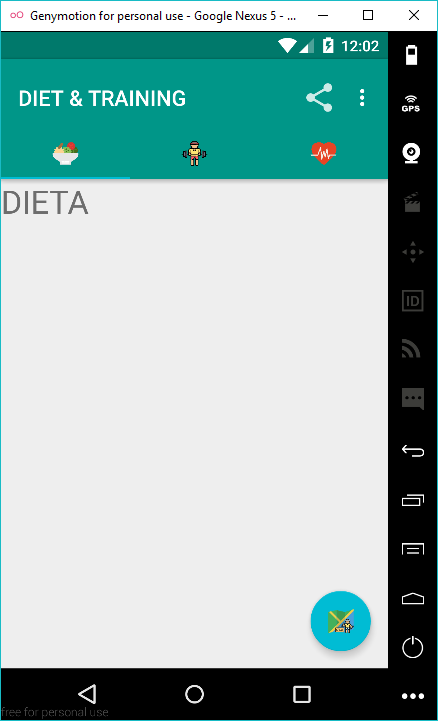 Genymotion for personal use - Google Nexus 5 - ...
12:02
DIET & TRAINING
GPS
DIETA
ID
free for personal use